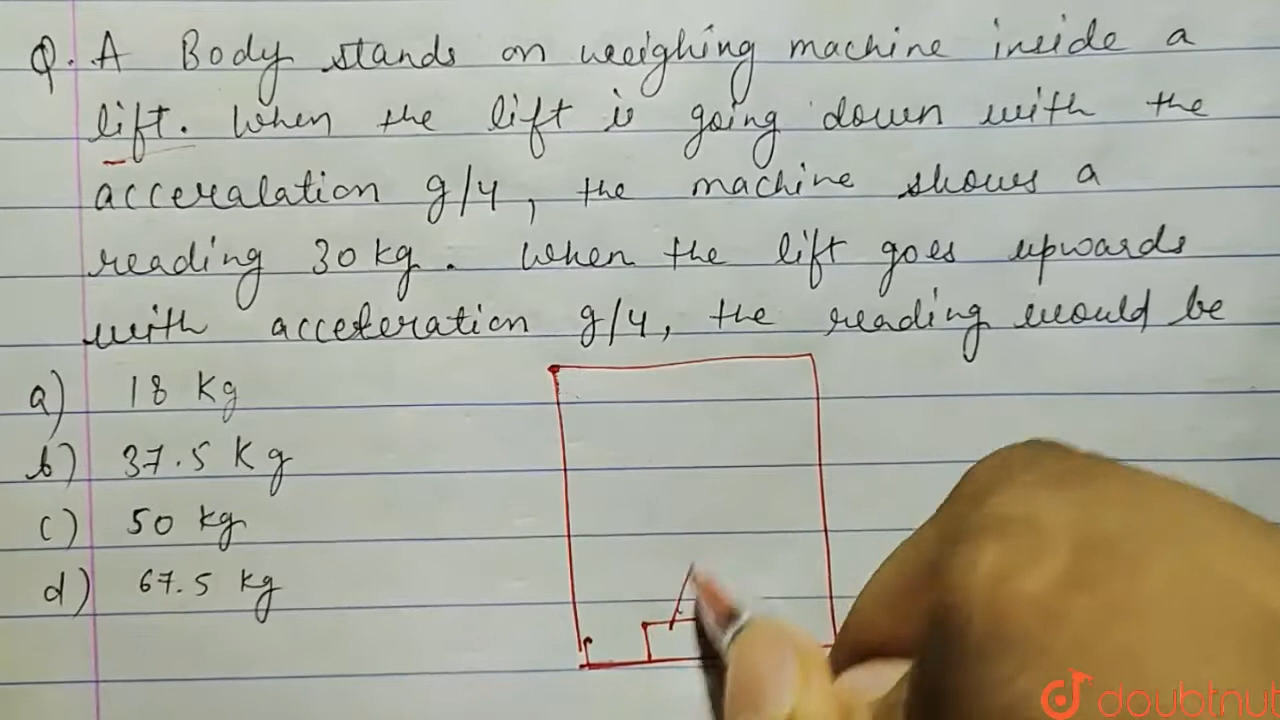 Q. A Body stands on weighing machine inside a
lift. When the lift is going down with the
acceralation g/4, the machine shows a
reading 30 kg. When the lift goes upwards
with acceleration g/4, the reading would be
a) 18 Kg
b) 37.5 Kg
c) 50 kg
d) 67.5 kg
doubtnut